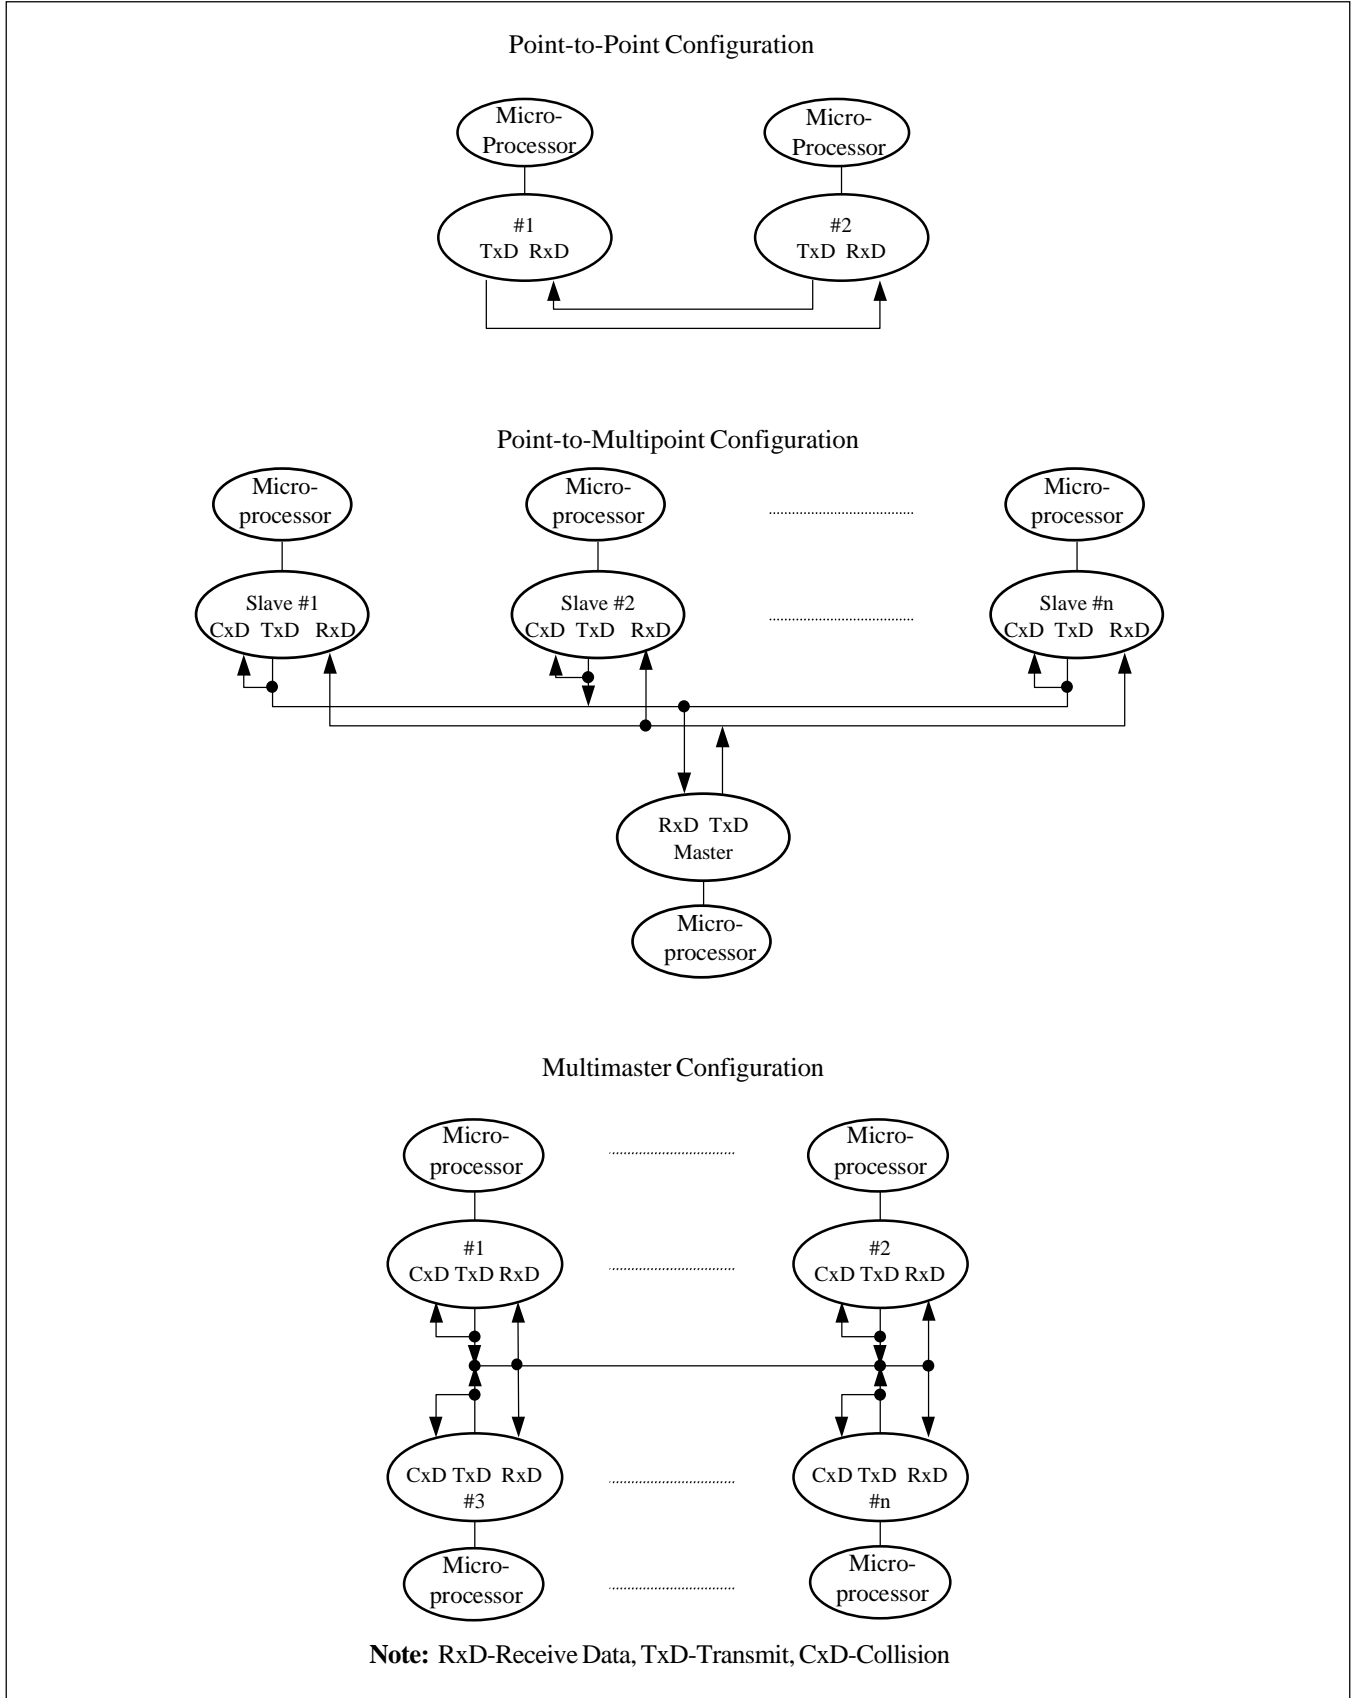 Point-to-Point Configuration
Micro-
Processor
Micro-
Processor
#1
TxD RxD
#2
TxD RxD
Point-to-Multipoint Configuration
Micro-
processor
Micro-
processor
Micro-
processor
Slave #1
CxD TxD RxD
Slave #2
CxD TxD RxD
Slave #n
CxD TxD RxD
RxD TxD
Master
Micro-
processor
Multimaster Configuration
Micro-
processor
Micro-
processor
#1
CxD TxD RxD
#2
CxD TxD RxD
CxD TxD RxD
#3
CxD TxD RxD
#n
Micro-
processor
Micro-
processor
Note: RxD-Receive Data, TxD-Transmit, CxD-Collision